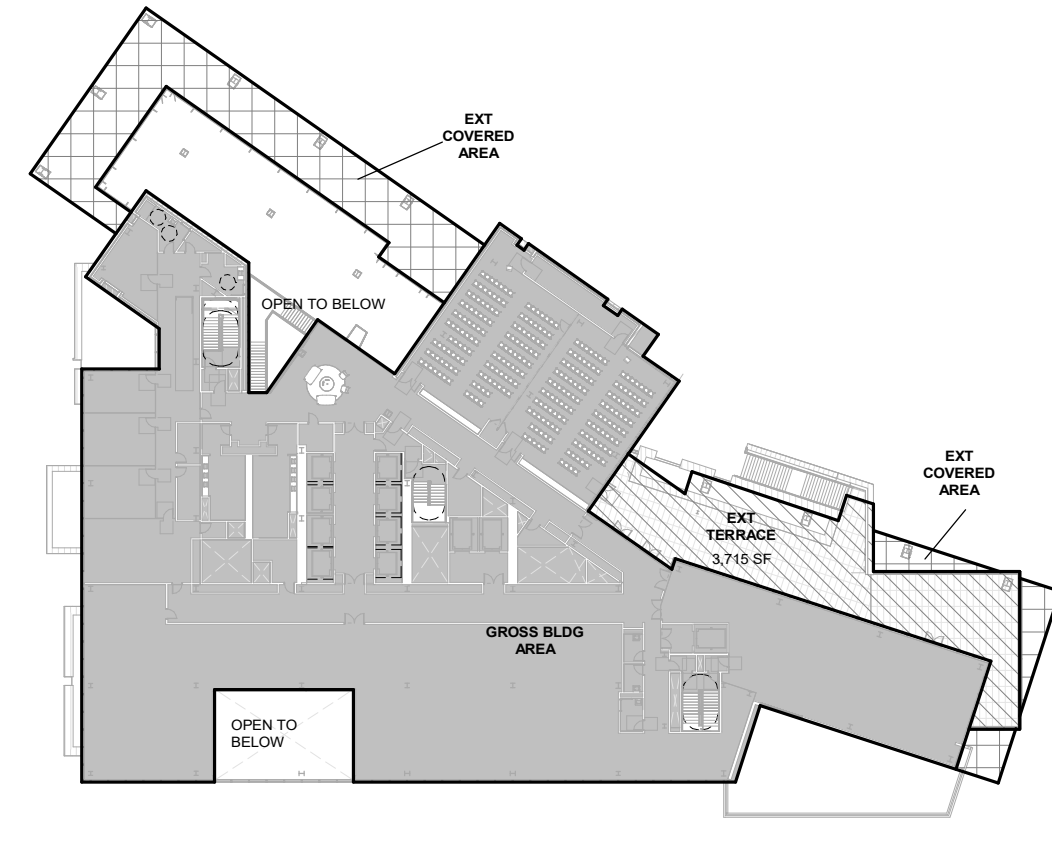 EXT
COVERED
AREA
OPEN TO BELOW
EXT
COVERED
AREA
EXT
TERRACE
3,715 SF
GROSS BLDG
AREA
OPEN TO
BELOW